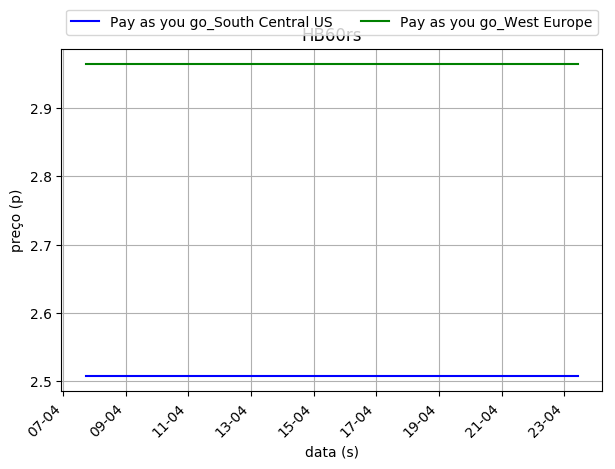 Pay as you go_South Central US
Pay as you go_West Europe
HB60rs
2.9
2.8
2.7
2.6
2.5
preço (p)
07-04
09-04
11-04
13-04
15-04
17-04
19-04
21-04
23-04
data (s)